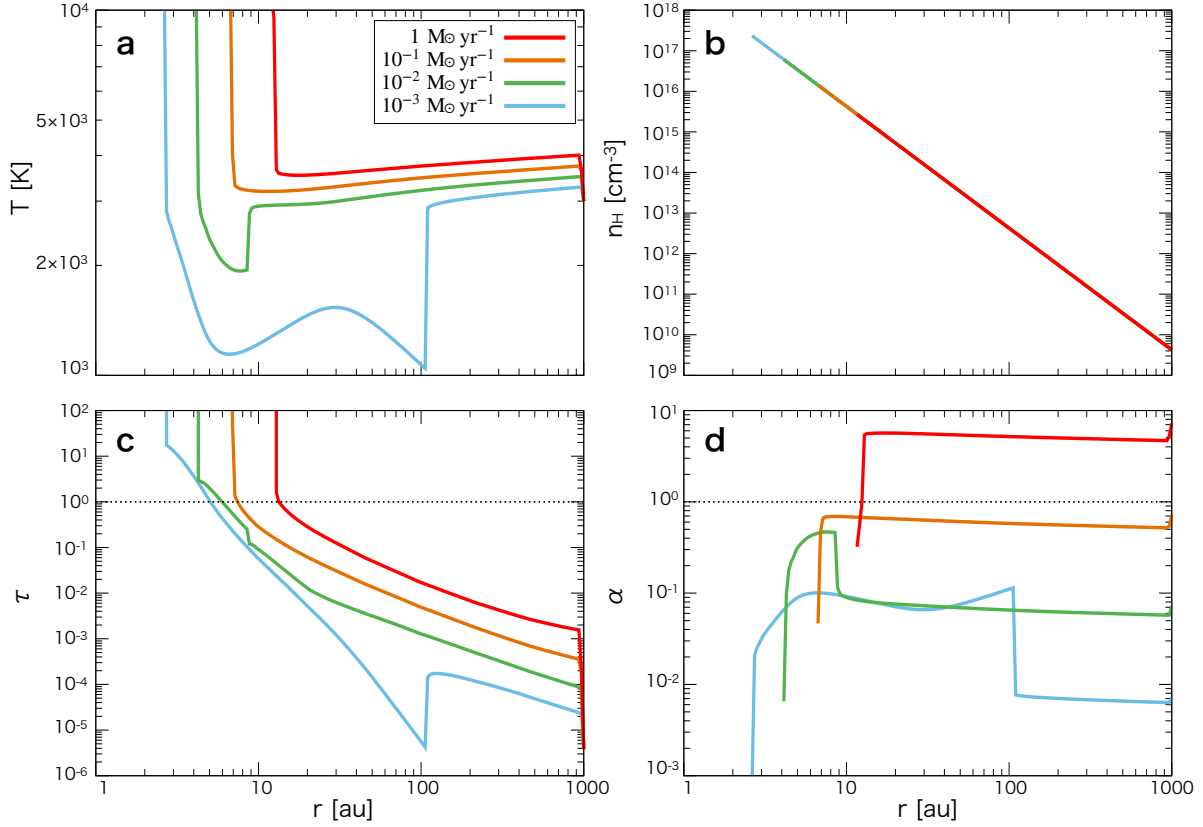 a
T [K]
10⁴
5×10³
2×10³
10³
1 M⊙ yr⁻¹
10⁻¹ M⊙ yr⁻¹
10⁻² M⊙ yr⁻¹
10⁻³ M⊙ yr⁻¹
b
nH [cm-3]
10¹⁸
10¹⁷
10¹⁶
10¹⁵
10¹⁴
10¹³
10¹²
10¹¹
10¹⁰
10⁹
c
τ
10²
10¹
10⁰
10⁻¹
10⁻²
10⁻³
10⁻⁴
10⁻⁵
10⁻⁶
1 10 100 1000
r [au]
d
α
10¹
10⁰
10⁻¹
10⁻²
10⁻³
1 10 100 1000
r [au]